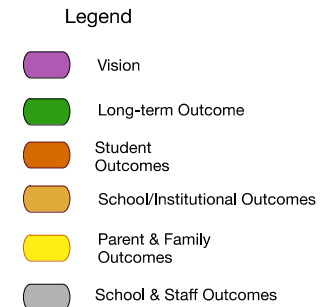 Legend
Vision
Long-term Outcome
Student
Outcomes
School/Institutional Outcomes
Parent & Family
Outcomes
School & Staff Outcomes